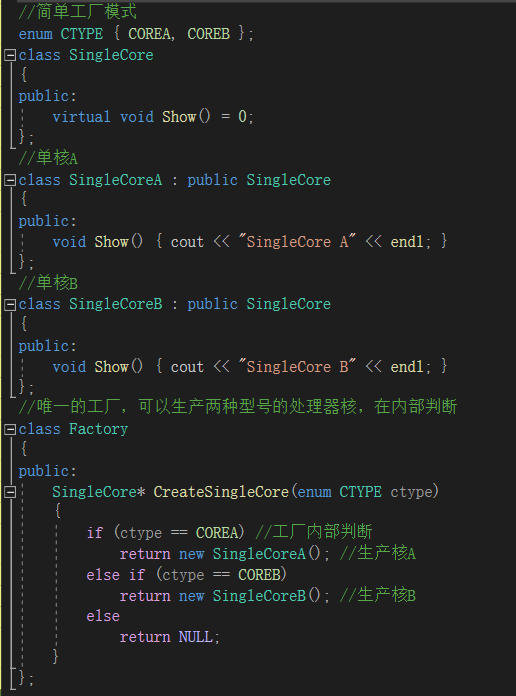 //简单工厂模式
enum CTYPE { COREA, COREB };
class SingleCore
{
public:
    virtual void Show() = 0;
};
//单核A
class SingleCoreA : public SingleCore
{
public:
    void Show() { cout << "SingleCore A" << endl; }
};
//单核B
class SingleCoreB : public SingleCore
{
public:
    void Show() { cout << "SingleCore B" << endl; }
};
//唯一的工厂，可以生产两种型号的处理器核，在内部判断
class Factory
{
public:
    SingleCore* CreateSingleCore(enum CTYPE ctype)
    {
        if (ctype == COREA) //工厂内部判断
            return new SingleCoreA(); //生产核A
        else if (ctype == COREB)
            return new SingleCoreB(); //生产核B
        else
            return NULL;
    }
};